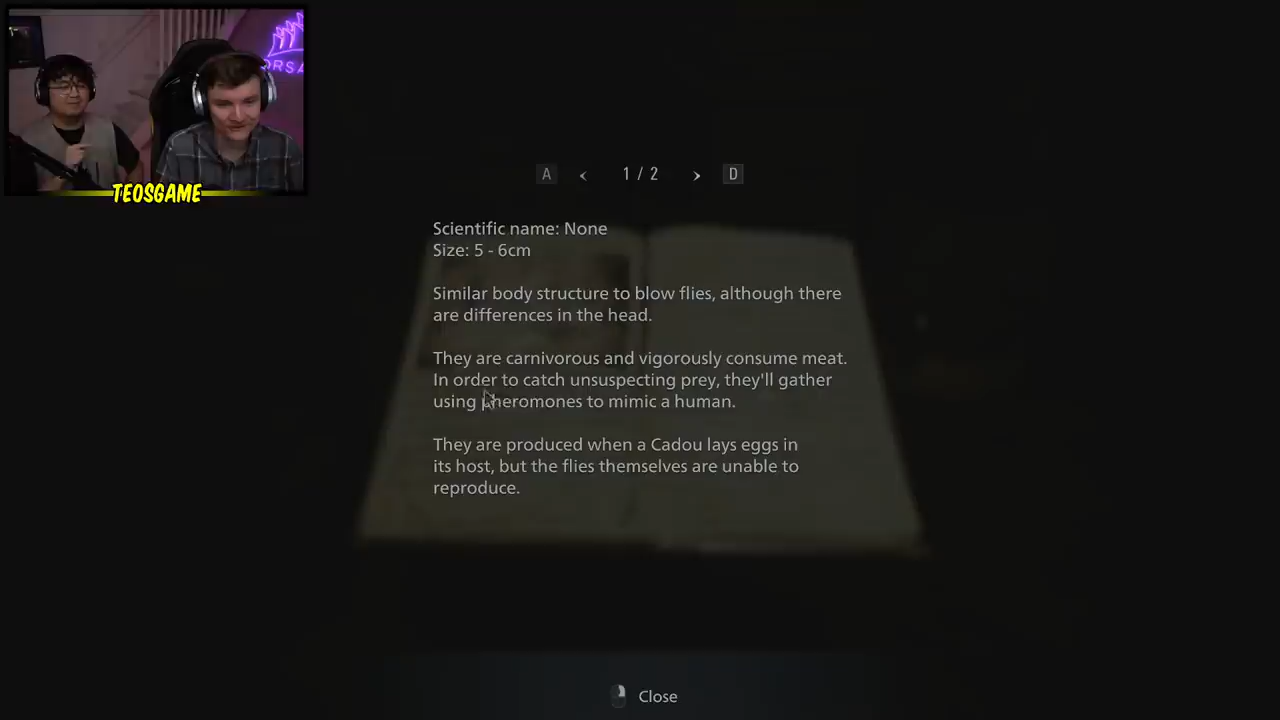 ORSA
TEOSGAME
A < 1 / 2 > D
Scientific name: None
Size: 5 - 6cm
Similar body structure to blow flies, although there
are differences in the head.
They are carnivorous and vigorously consume meat.
In order to catch unsuspecting prey, they'll gather
using pheromones to mimic a human.
They are produced when a Cadou lays eggs in
its host, but the flies themselves are unable to
reproduce.
Close